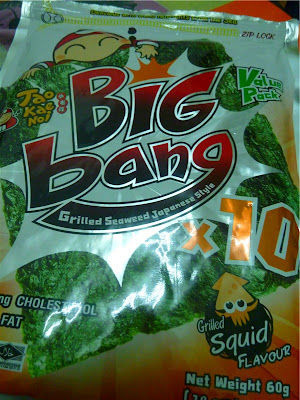 ZIP LOCK
Value
Pack
Tao
Kae
Noi
BIG
bang
Grilled Seaweed Japanese Style
x10
mg CHOLESTEROL
FAT
Grilled
Squid
FLAVOUR
Net Weight 60g